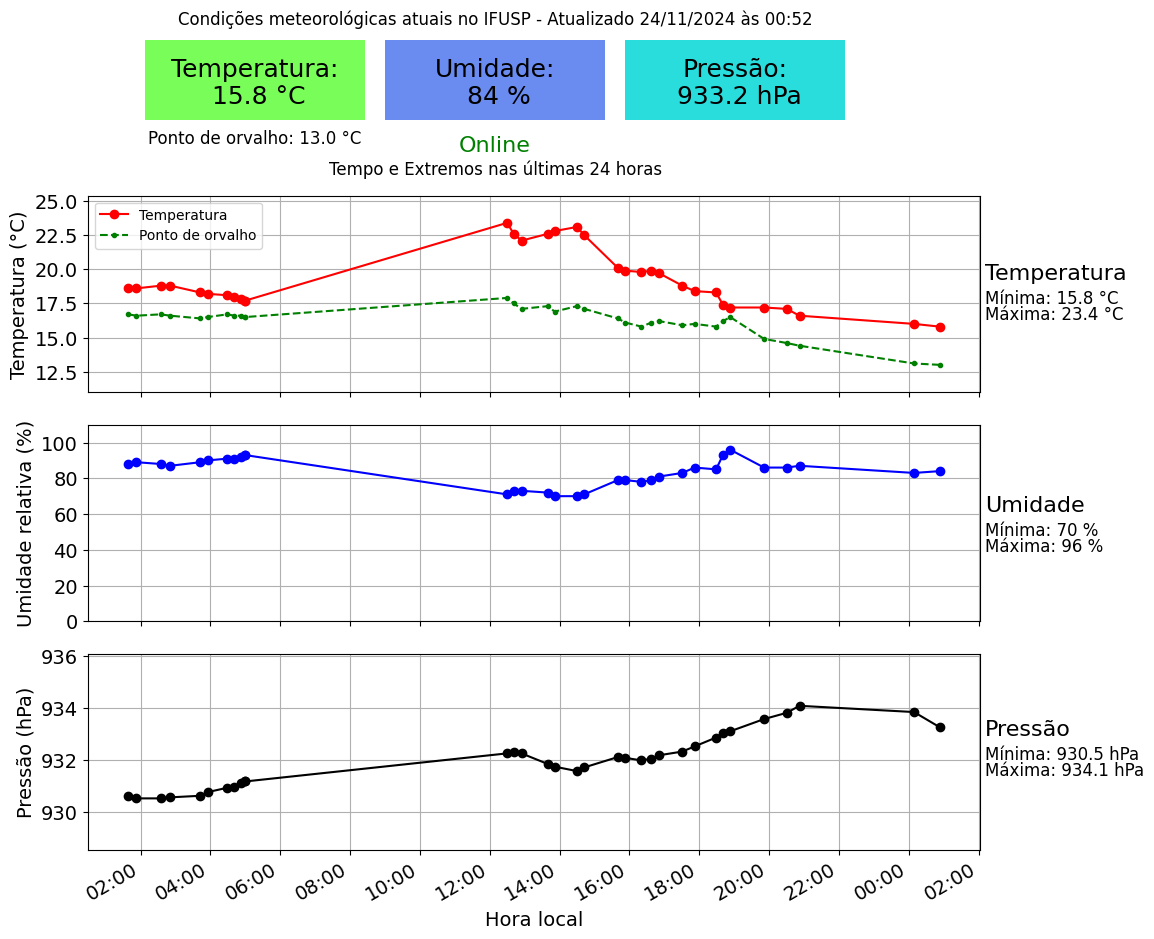 Condições meteorológicas atuais no IFUSP - Atualizado 24/11/2024 às 00:52
Temperatura:
15.8 °C
Umidade:
84 %
Pressão:
933.2 hPa
Ponto de orvalho: 13.0 °C
Online
Tempo e Extremos nas últimas 24 horas
Temperatura (°C)
25.0
22.5
20.0
17.5
15.0
12.5
Temperatura
Ponto de orvalho
Temperatura
Mínima: 15.8 °C
Máxima: 23.4 °C
Umidade relativa (%)
100
80
60
40
20
0
Umidade
Mínima: 70 %
Máxima: 96 %
Pressão (hPa)
936
934
932
930
Pressão
Mínima: 930.5 hPa
Máxima: 934.1 hPa
02:00 04:00 06:00 08:00 10:00 12:00 14:00 16:00 18:00 20:00 22:00 00:00 02:00
Hora local